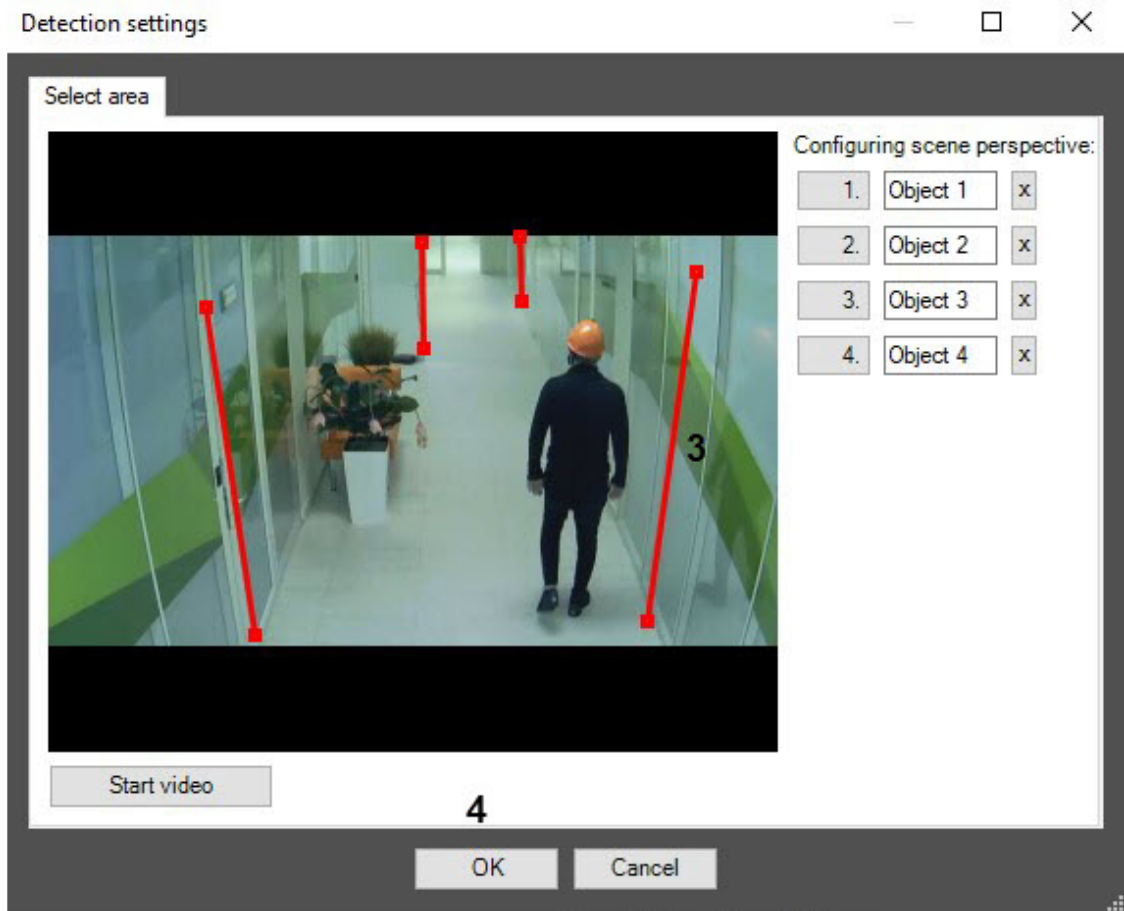 Detection settings
Select area
Configuring scene perspective:
1. Object 1 x
2. Object 2 x
3. Object 3 x
4. Object 4 x
3
Start video
4
OK Cancel